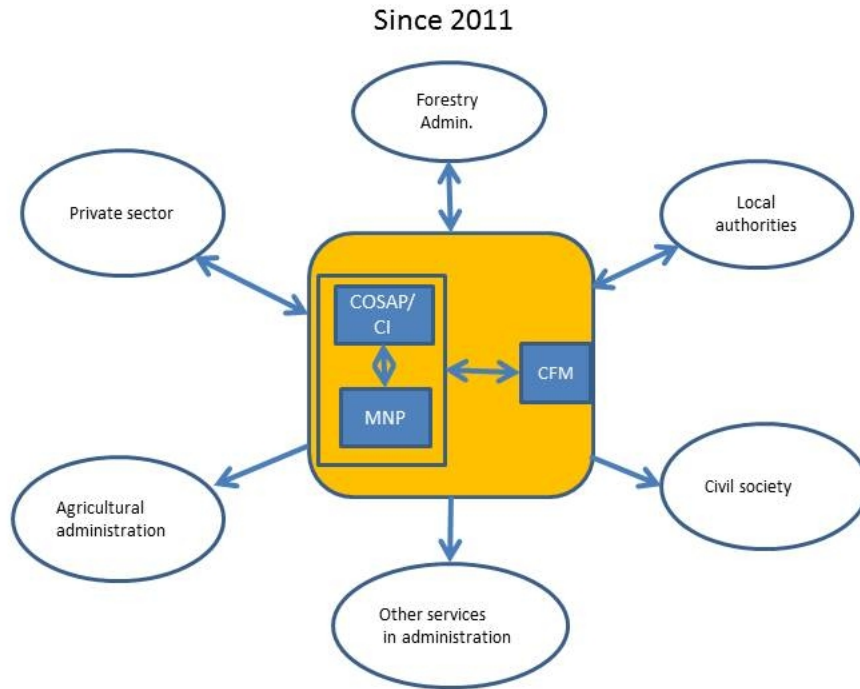 Since 2011
Forestry
Admin.
Private sector
Local
authorities
COSAP/
CI
CFM
MNP
Agricultural
administration
Civil society
Other services
in administration